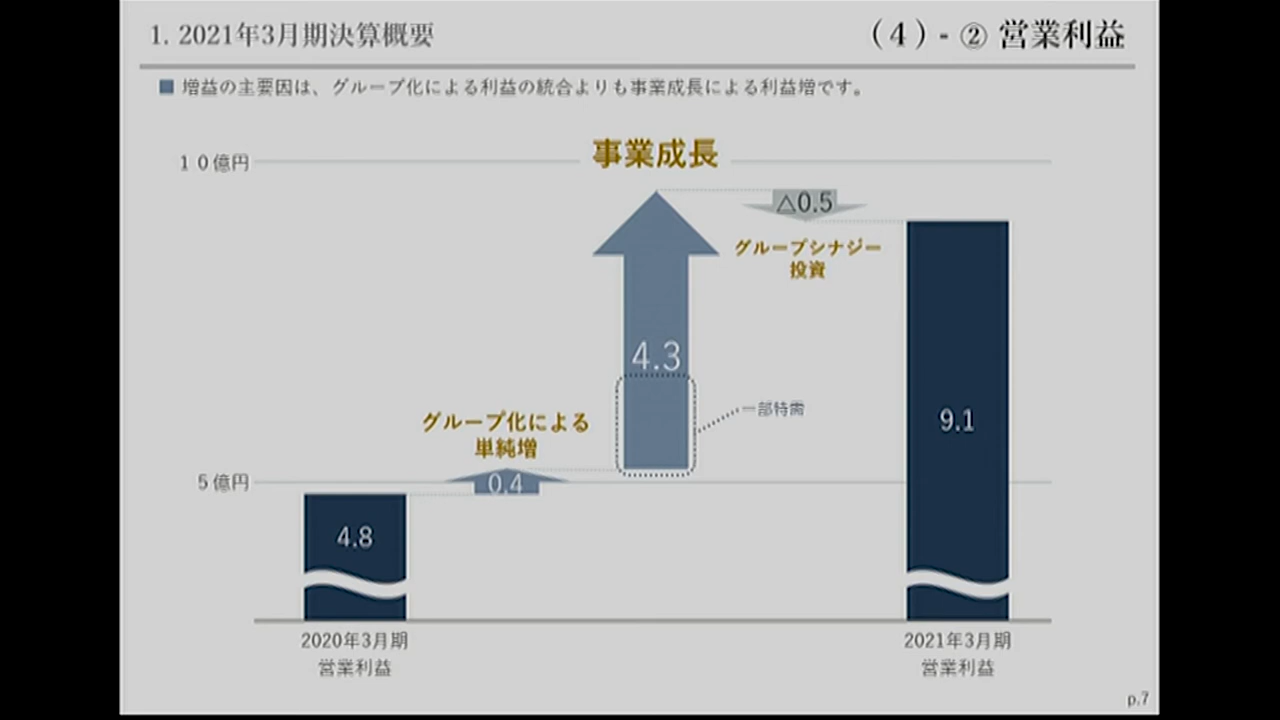 1. 2021年3月期決算概要
（4）- ② 営業利益
増益の主要因は、グループ化による利益の統合よりも事業成長による利益増です。
１０億円
事業成長
△0.5
グループシナジー
投資
4.3
一部特需
グループ化による
単純増
0.4
５億円
4.8
9.1
2020年3月期
営業利益
2021年3月期
営業利益
p.7